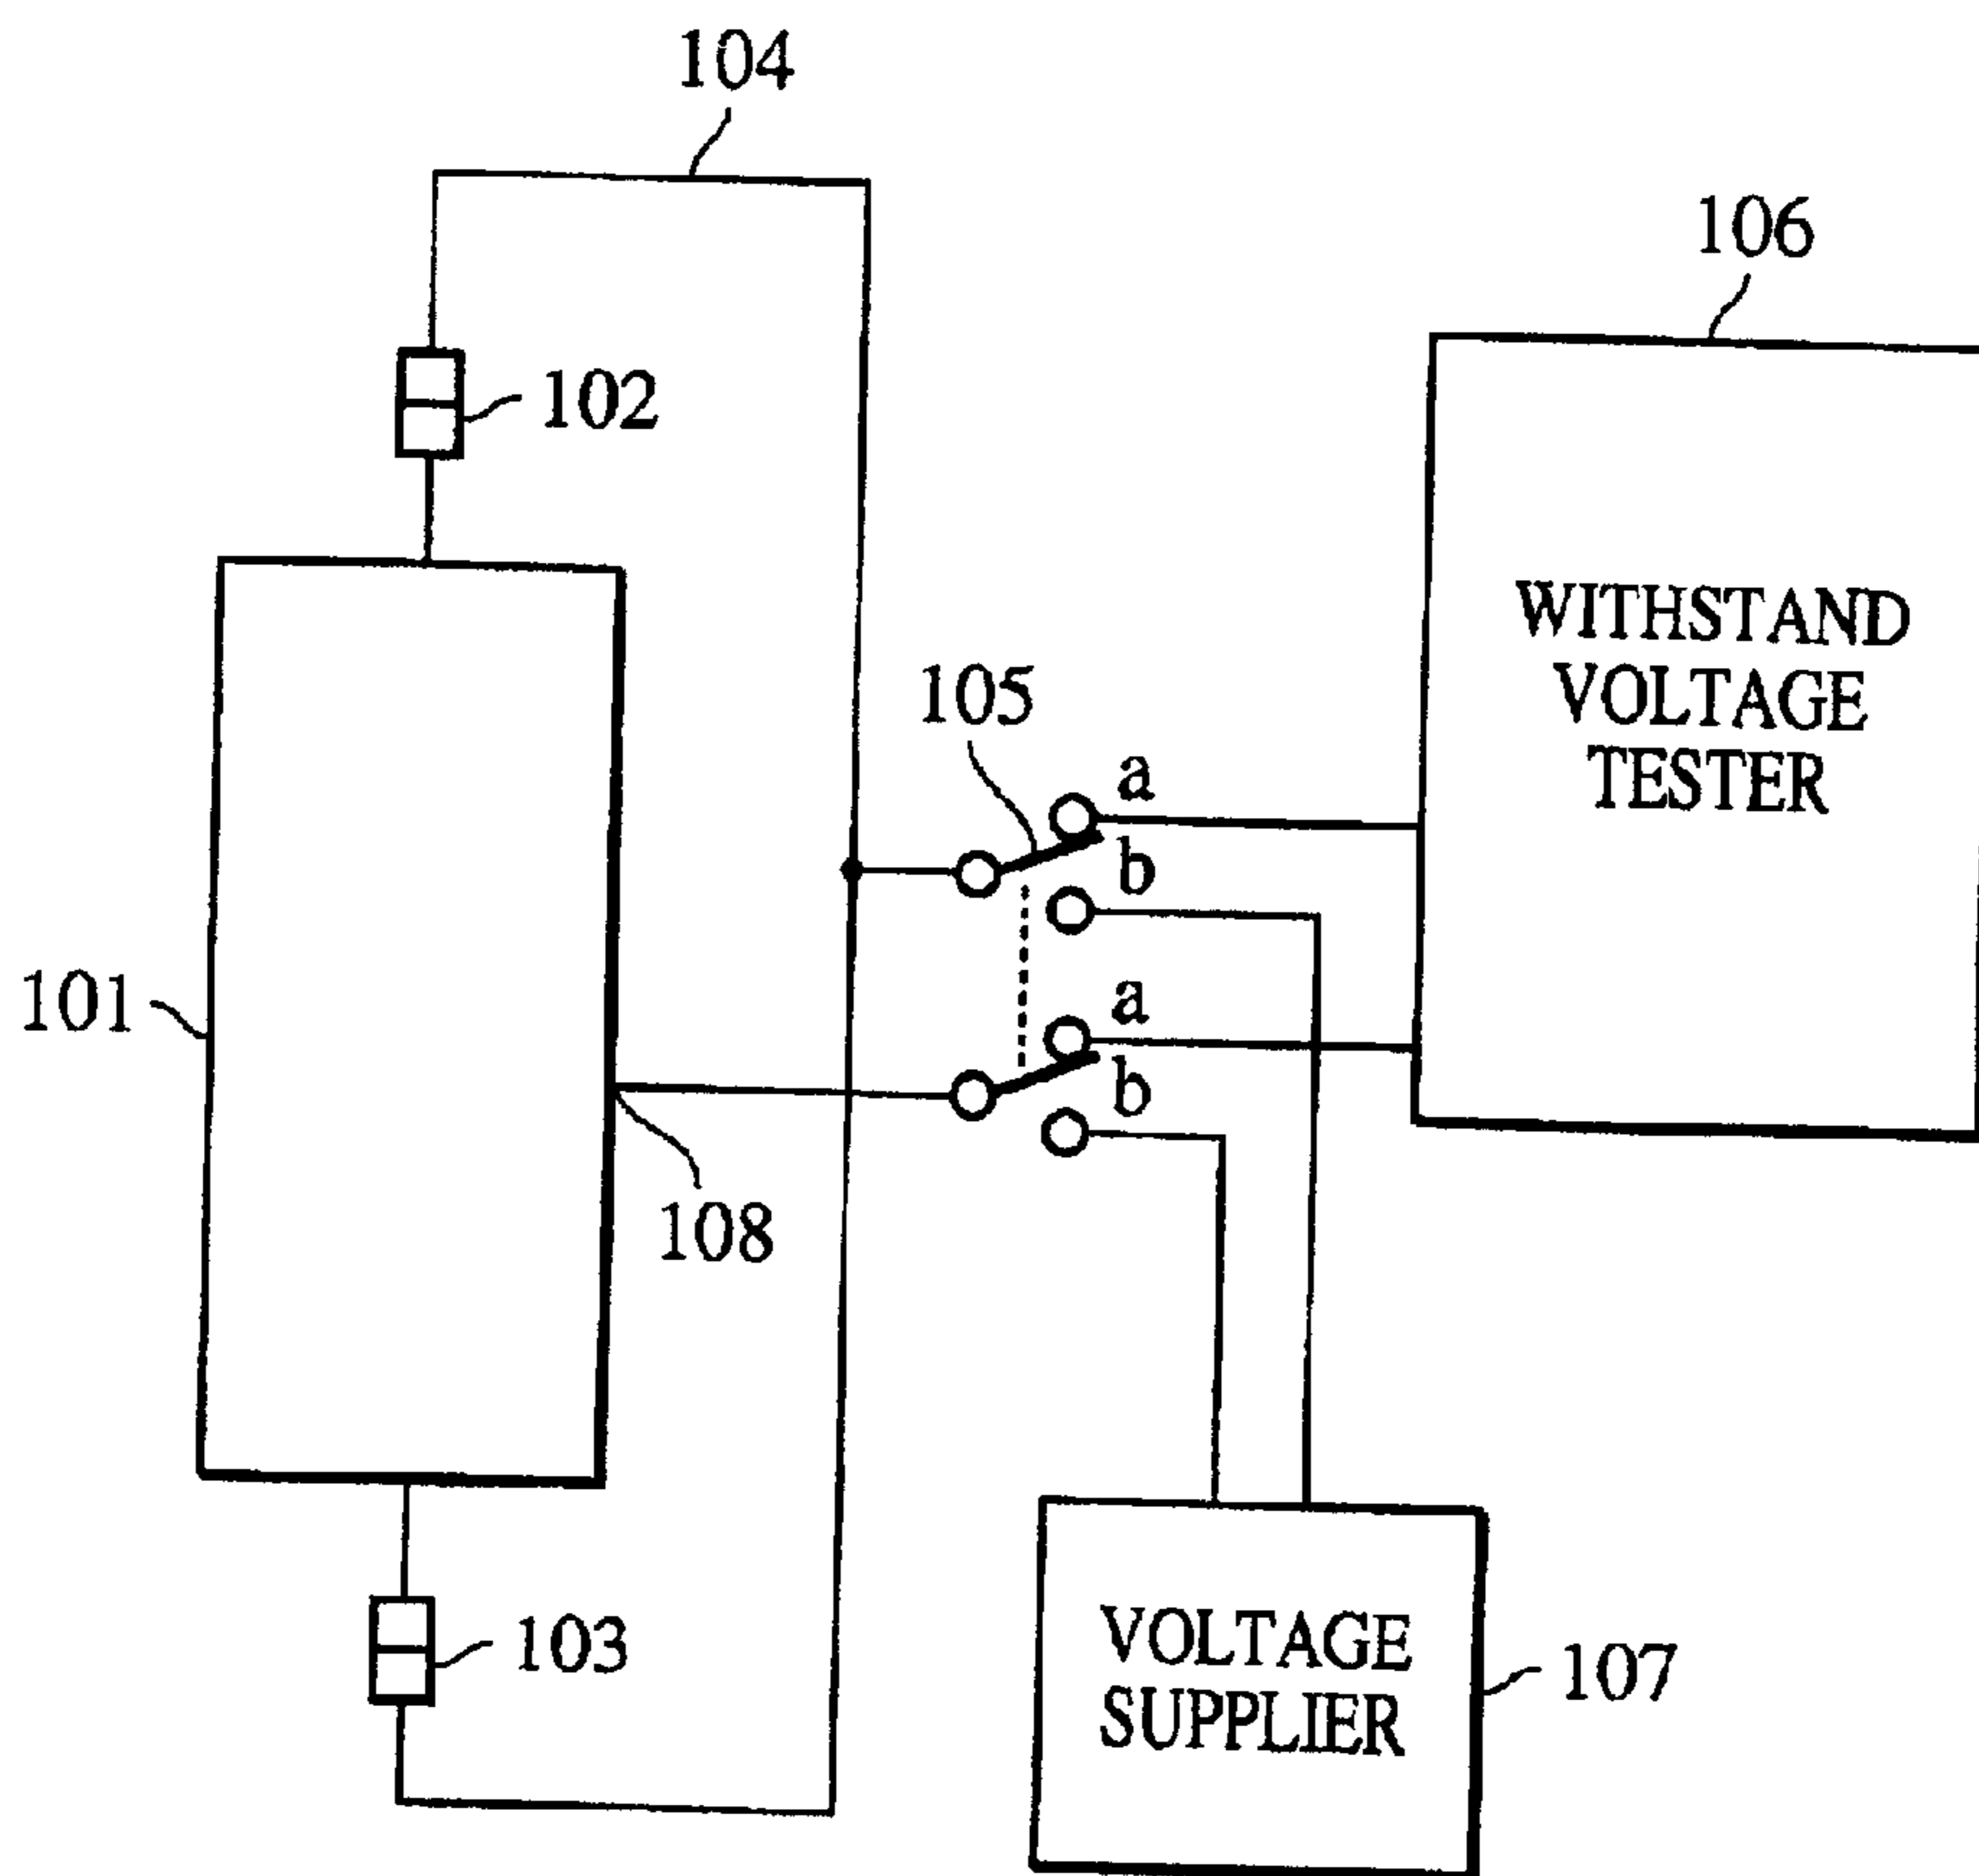 104
106
102
WITHSTAND
VOLTAGE
TESTER
105
a
b
101
a
b
108
103
VOLTAGE
SUPPLIER
107